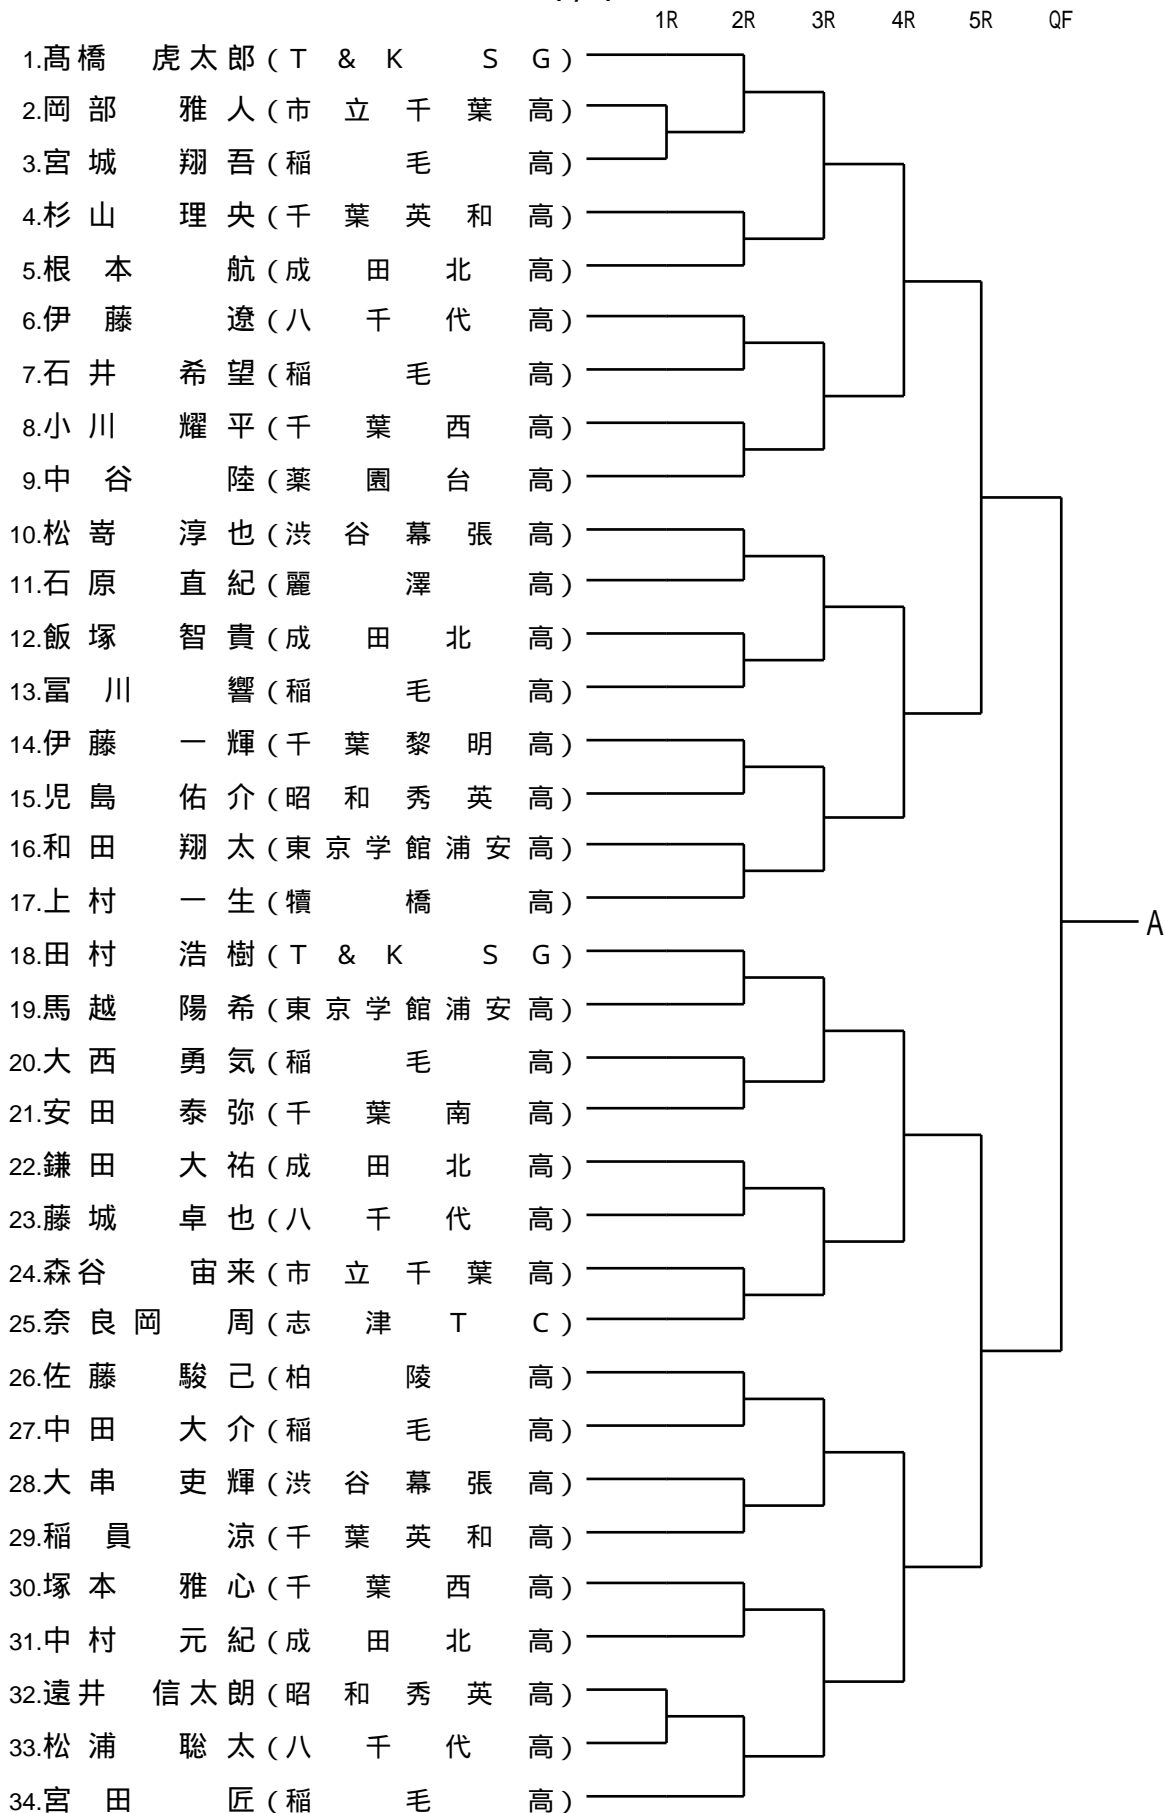 1R 2R 3R 4R 5R QF
1.髙橋 虎太郎(T&K SG)
2.岡部 雅人(市立千葉高)
3.宮城 翔吾(稲毛高)
4.杉山 理央(千葉英和高)
5.根本 航(成田北高)
6.伊藤 遼(八千代高)
7.石井 希望(稲毛高)
8.小川 耀平(千葉西高)
9.中谷 陸(薬園台高)
10.松嵜 淳也(渋谷幕張高)
11.石原 直紀(麗澤高)
12.飯塚 智貴(成田北高)
13.冨川 響(稲毛高)
14.伊藤 一輝(千葉黎明高)
15.児島 佑介(昭和秀英高)
16.和田 翔太(東京学館浦安高)
17.上村 一生(犢橋高)
A
18.田村 浩樹(T&K SG)
19.馬越 陽希(東京学館浦安高)
20.大西 勇気(稲毛高)
21.安田 泰弥(千葉南高)
22.鎌田 大祐(成田北高)
23.藤城 卓也(八千代高)
24.森谷 宙来(市立千葉高)
25.奈良岡 周(志津TC)
26.佐藤 駿己(柏陵高)
27.中田 大介(稲毛高)
28.大串 吏輝(渋谷幕張高)
29.稲員 涼(千葉英和高)
30.塚本 雅心(千葉西高)
31.中村 元紀(成田北高)
32.遠井 信太朗(昭和秀英高)
33.松浦 聡太(八千代高)
34.宮田 匠(稲毛高)